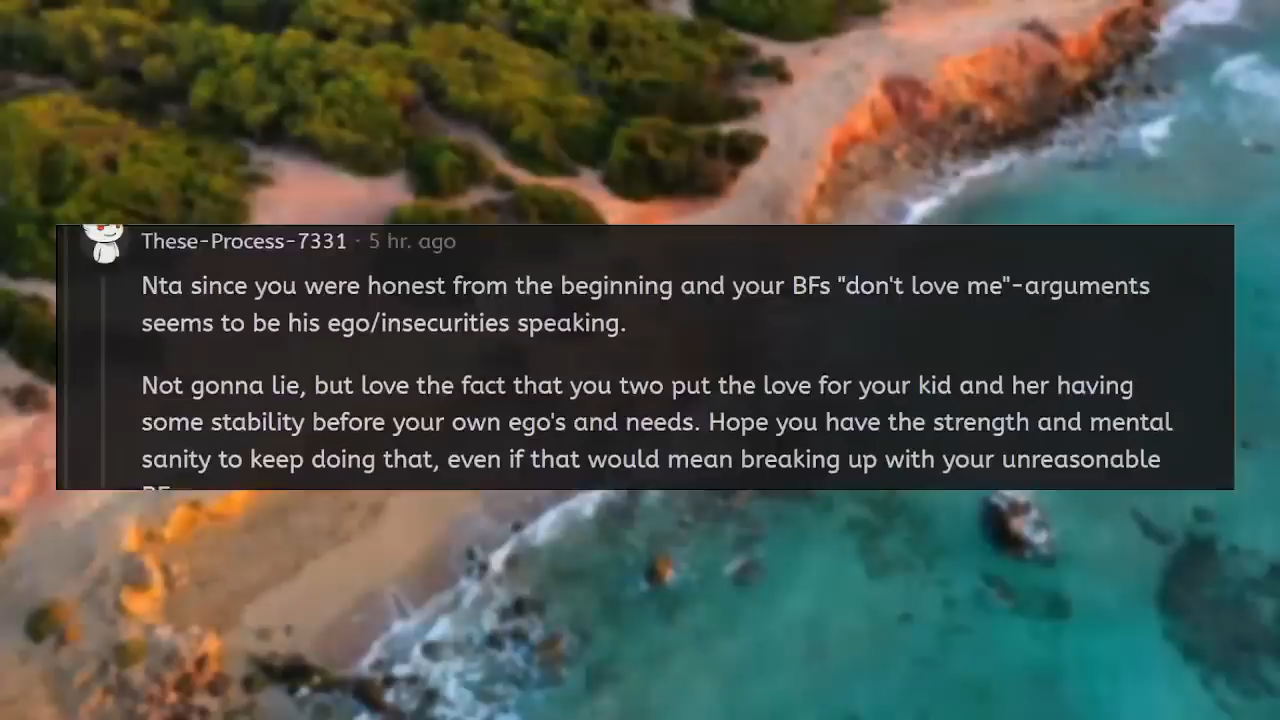 These-Process-7331 · 5 hr. ago
Nta since you were honest from the beginning and your BFs "don't love me"-arguments
seems to be his ego/insecurities speaking.
Not gonna lie, but love the fact that you two put the love for your kid and her having
some stability before your own ego's and needs. Hope you have the strength and mental
sanity to keep doing that, even if that would mean breaking up with your unreasonable